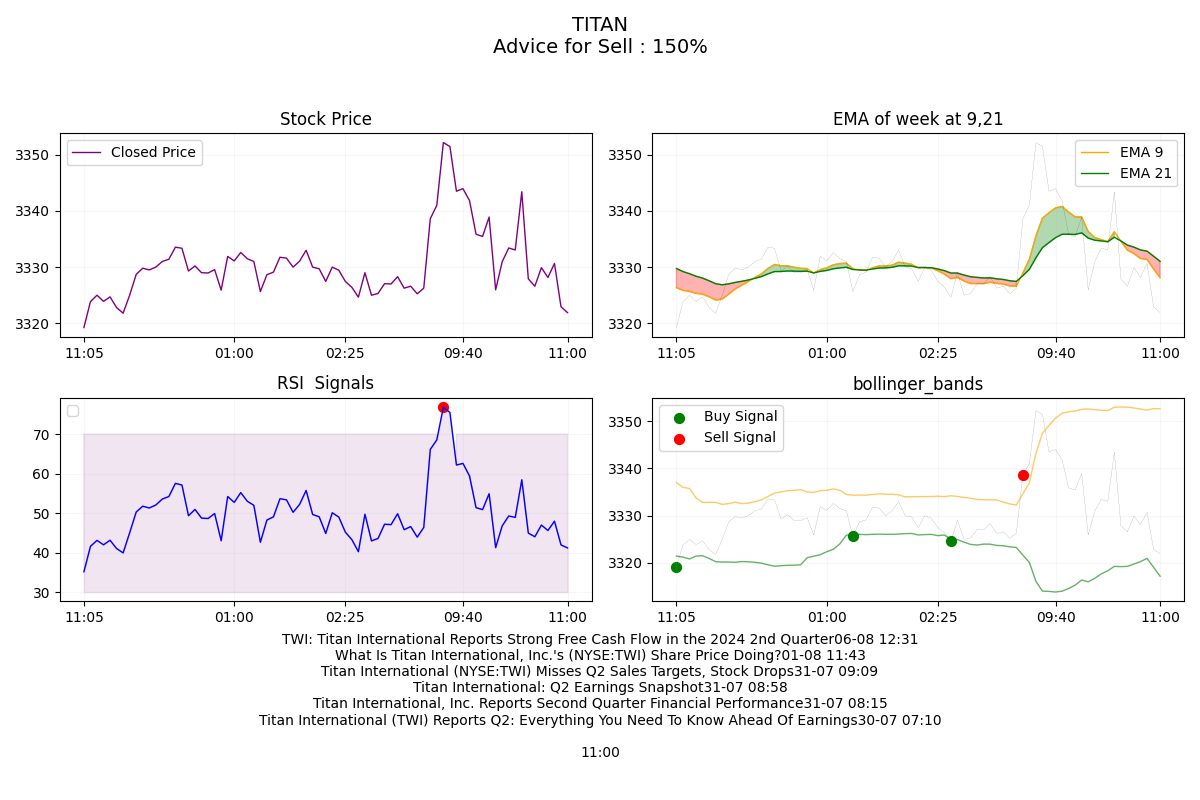 TITAN
Advice for Sell : 150%
Stock Price
Closed Price
3350
3340
3330
3320
11:05
01:00
02:25
09:40
11:00
EMA of week at 9,21
EMA 9
EMA 21
3350
3340
3330
3320
11:05
01:00
02:25
09:40
11:00
RSI  Signals
70
60
50
40
30
11:05
01:00
02:25
09:40
11:00
bollinger_bands
Buy Signal
Sell Signal
3350
3340
3330
3320
11:05
01:00
02:25
09:40
11:00
TWI: Titan International Reports Strong Free Cash Flow in the 2024 2nd Quarter06-08 12:31
What Is Titan International, Inc.'s (NYSE:TWI) Share Price Doing?01-08 11:43
Titan International (NYSE:TWI) Misses Q2 Sales Targets, Stock Drops31-07 09:09
Titan International: Q2 Earnings Snapshot31-07 08:58
Titan International, Inc. Reports Second Quarter Financial Performance31-07 08:15
Titan International (TWI) Reports Q2: Everything You Need To Know Ahead Of Earnings30-07 07:10
11:00